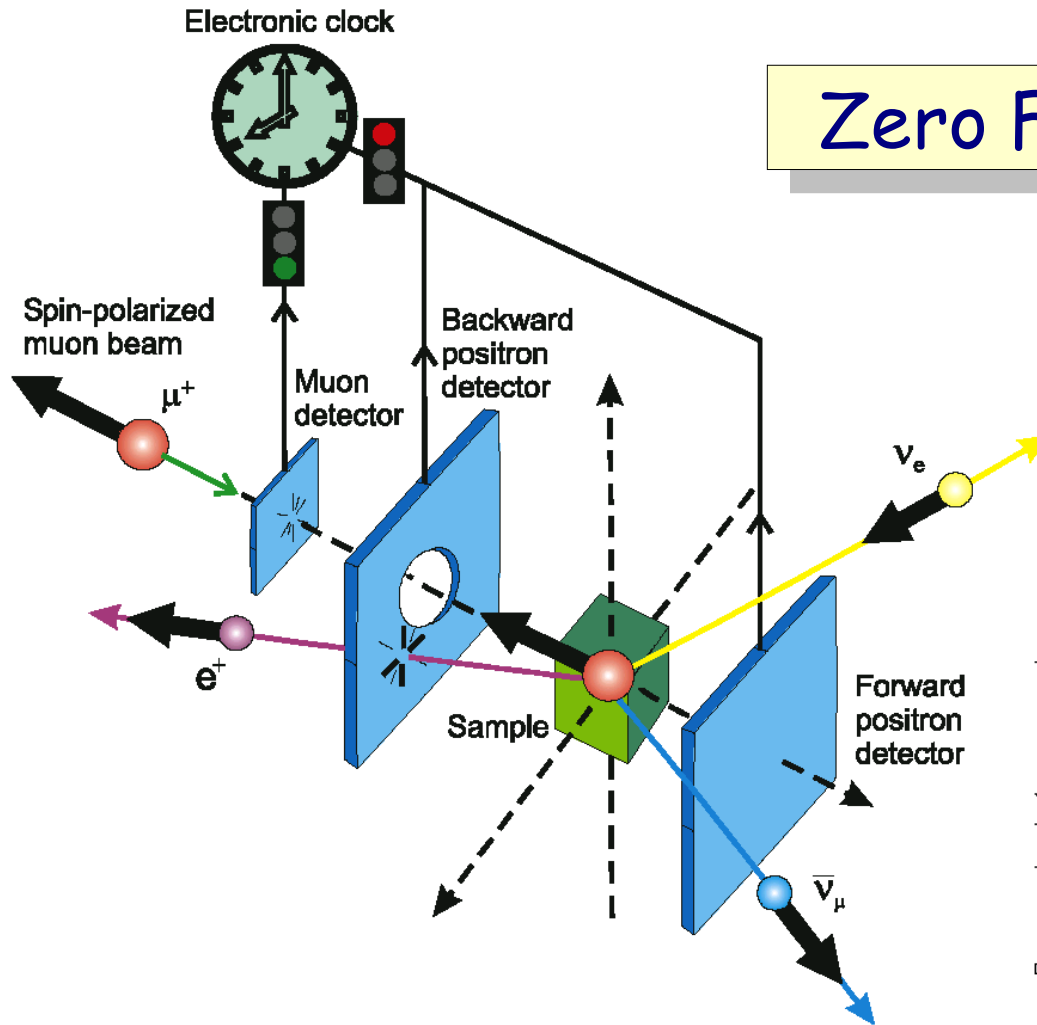 Electronic clock
Zero F
Spin-polarized
muon beam
μ+
Muon
detector
Backward
positron
detector
νe
e+
Sample
Forward
positron
detector
ν̅μ